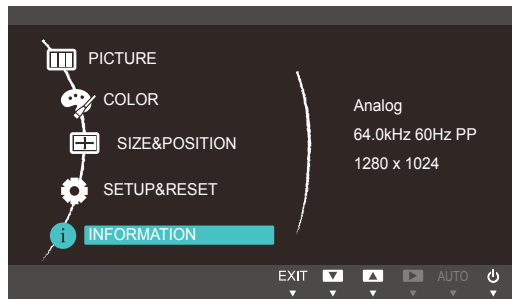 PICTURE
COLOR
SIZE&POSITION
SETUP&RESET
INFORMATION
Analog
64.0kHz 60Hz PP
1280 x 1024
EXIT
AUTO